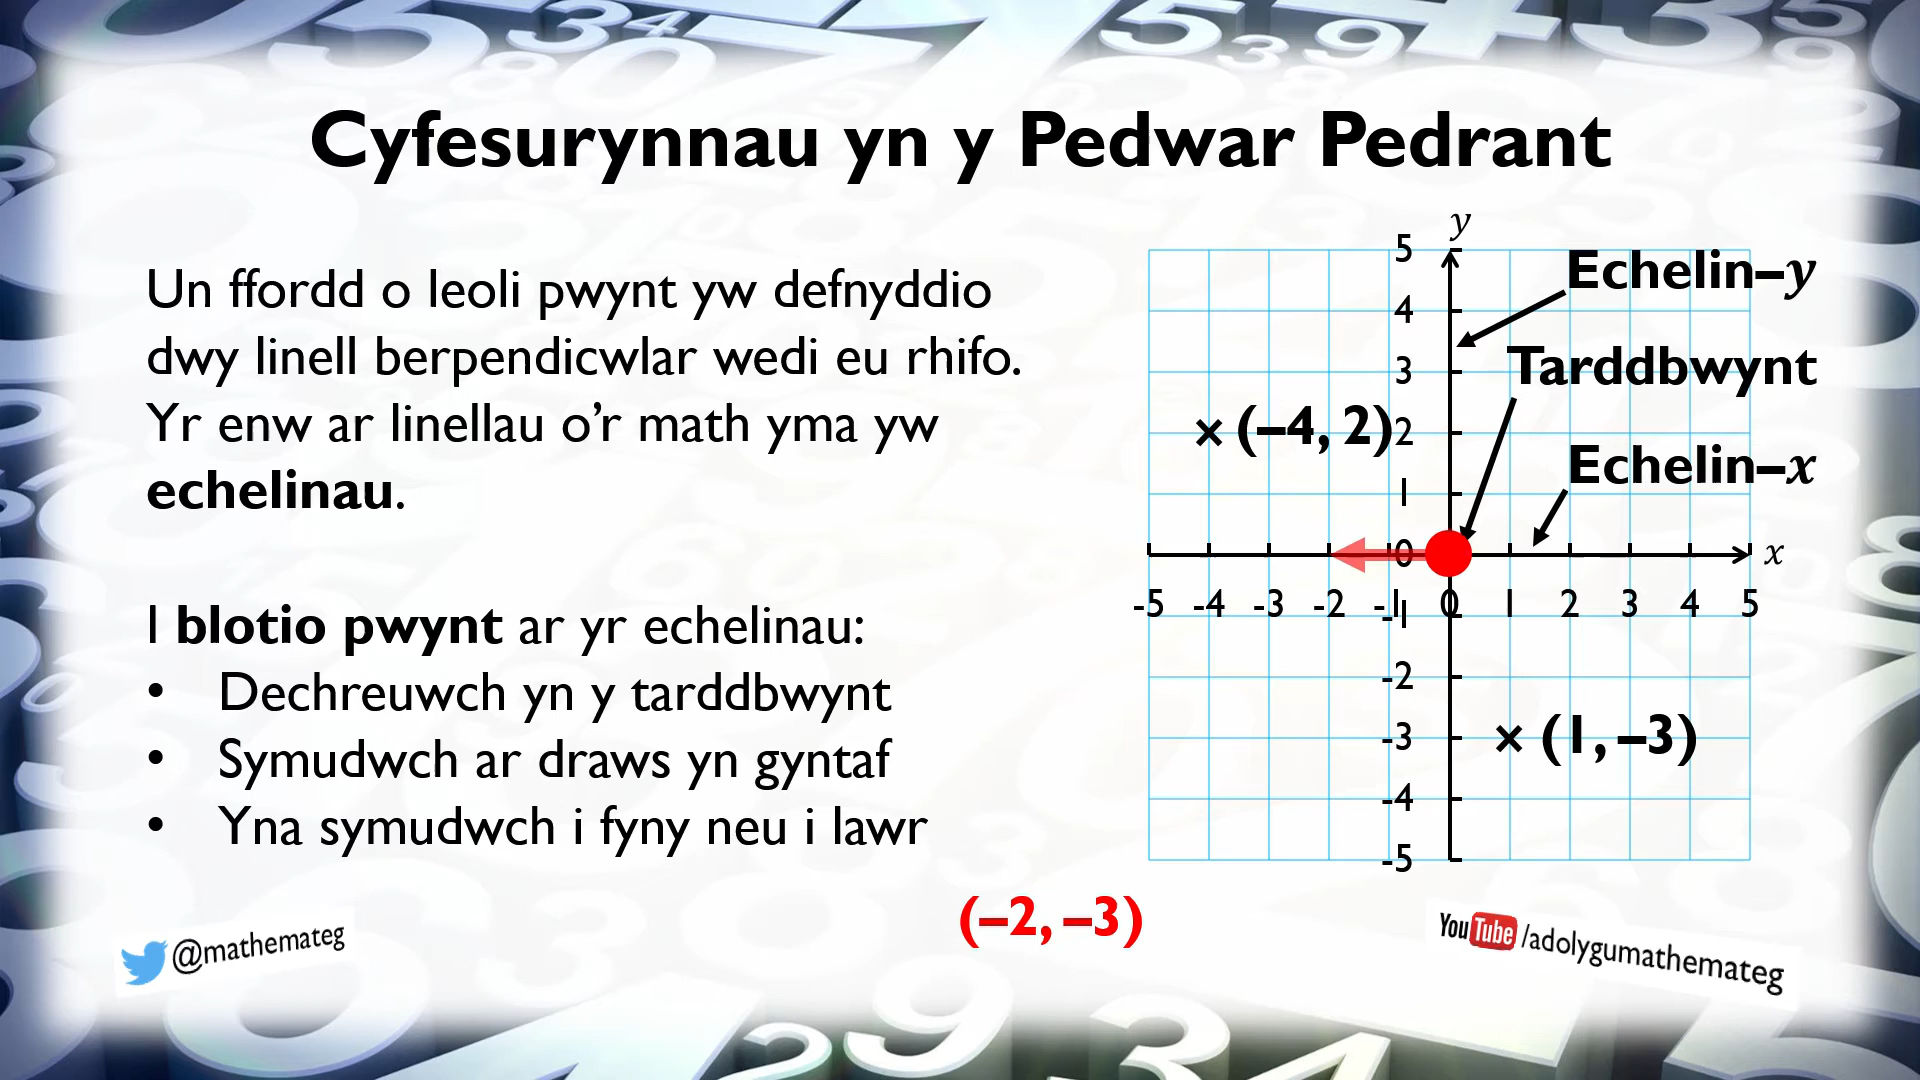 Cyfesurynnau yn y Pedwar Pedrant
Un ffordd o leoli pwynt yw defnyddio
dwy linell berpendicwlar wedi eu rhifo.
Yr enw ar linellau o’r math yma yw
echelinau.
I blotio pwynt ar yr echelinau:
• Dechreuwch yn y tarddbwynt
• Symudwch ar draws yn gyntaf
• Yna symudwch i fyny neu i lawr
(–2, –3)
y
5
Echelin–y
4
Tarddbwynt
3
× (–4, 2)
2
Echelin–x
1
0
x
-5 -4 -3 -2 -1 0 1 2 3 4 5
-1
-2
-3
× (1, –3)
-4
-5
@mathemateg
YouTube /adolygumathemateg